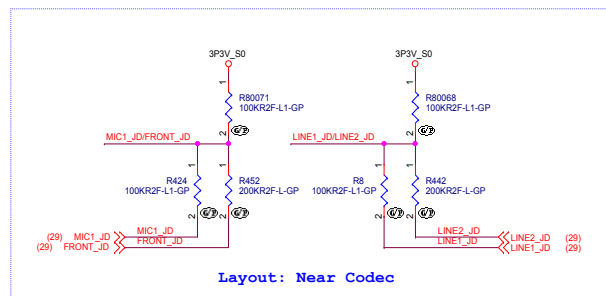 3P3V_S0
3P3V_S0
1
1
R80071
100KR2F-L1-GP
R80068
100KR2F-L1-GP
2
2
MIC1_JD/FRONT_JD
LINE1_JD/LINE2_JD
1
1
1
1
R424
100KR2F-L1-GP
R452
200KR2F-L-GP
R8
100KR2F-L1-GP
R442
200KR2F-L-GP
2
2
2
2
(29) MIC1_JD
MIC1_JD
(29) FRONT_JD
FRONT_JD
LINE2_JD
LINE2_JD (29)
LINE1_JD
LINE1_JD (29)
Layout: Near Codec